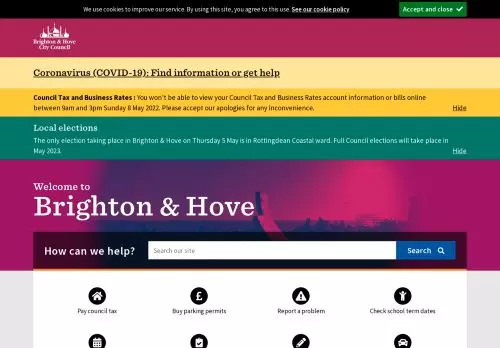 We use cookies to improve our service. By using this site, you agree to this use. See our cookie policy
Accept and close
Brighton & Hove
City Council
Coronavirus (COVID-19): Find information or get help
Council Tax and Business Rates : You won't be able to view your Council Tax and Business Rates account information or bills online
between 9am and 3pm Sunday 8 May 2022. Please accept our apologies for any inconvenience.
Hide
Local elections
The only election taking place in Brighton & Hove on Thursday 5 May is in Rottingdean Coastal ward. Full Council elections will take place in
May 2023.
Hide
Welcome to
Brighton & Hove
How can we help?
Search our site
Search
Pay council tax
Buy parking permits
Report a problem
Check school term dates